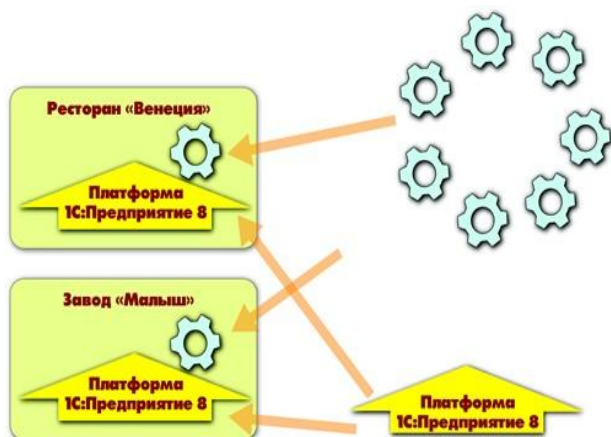 Ресторан «Венеция»
Платформа
1С:Предприятие 8
Завод «Малыш»
Платформа
1С:Предприятие 8
Платформа
1С:Предприятие 8